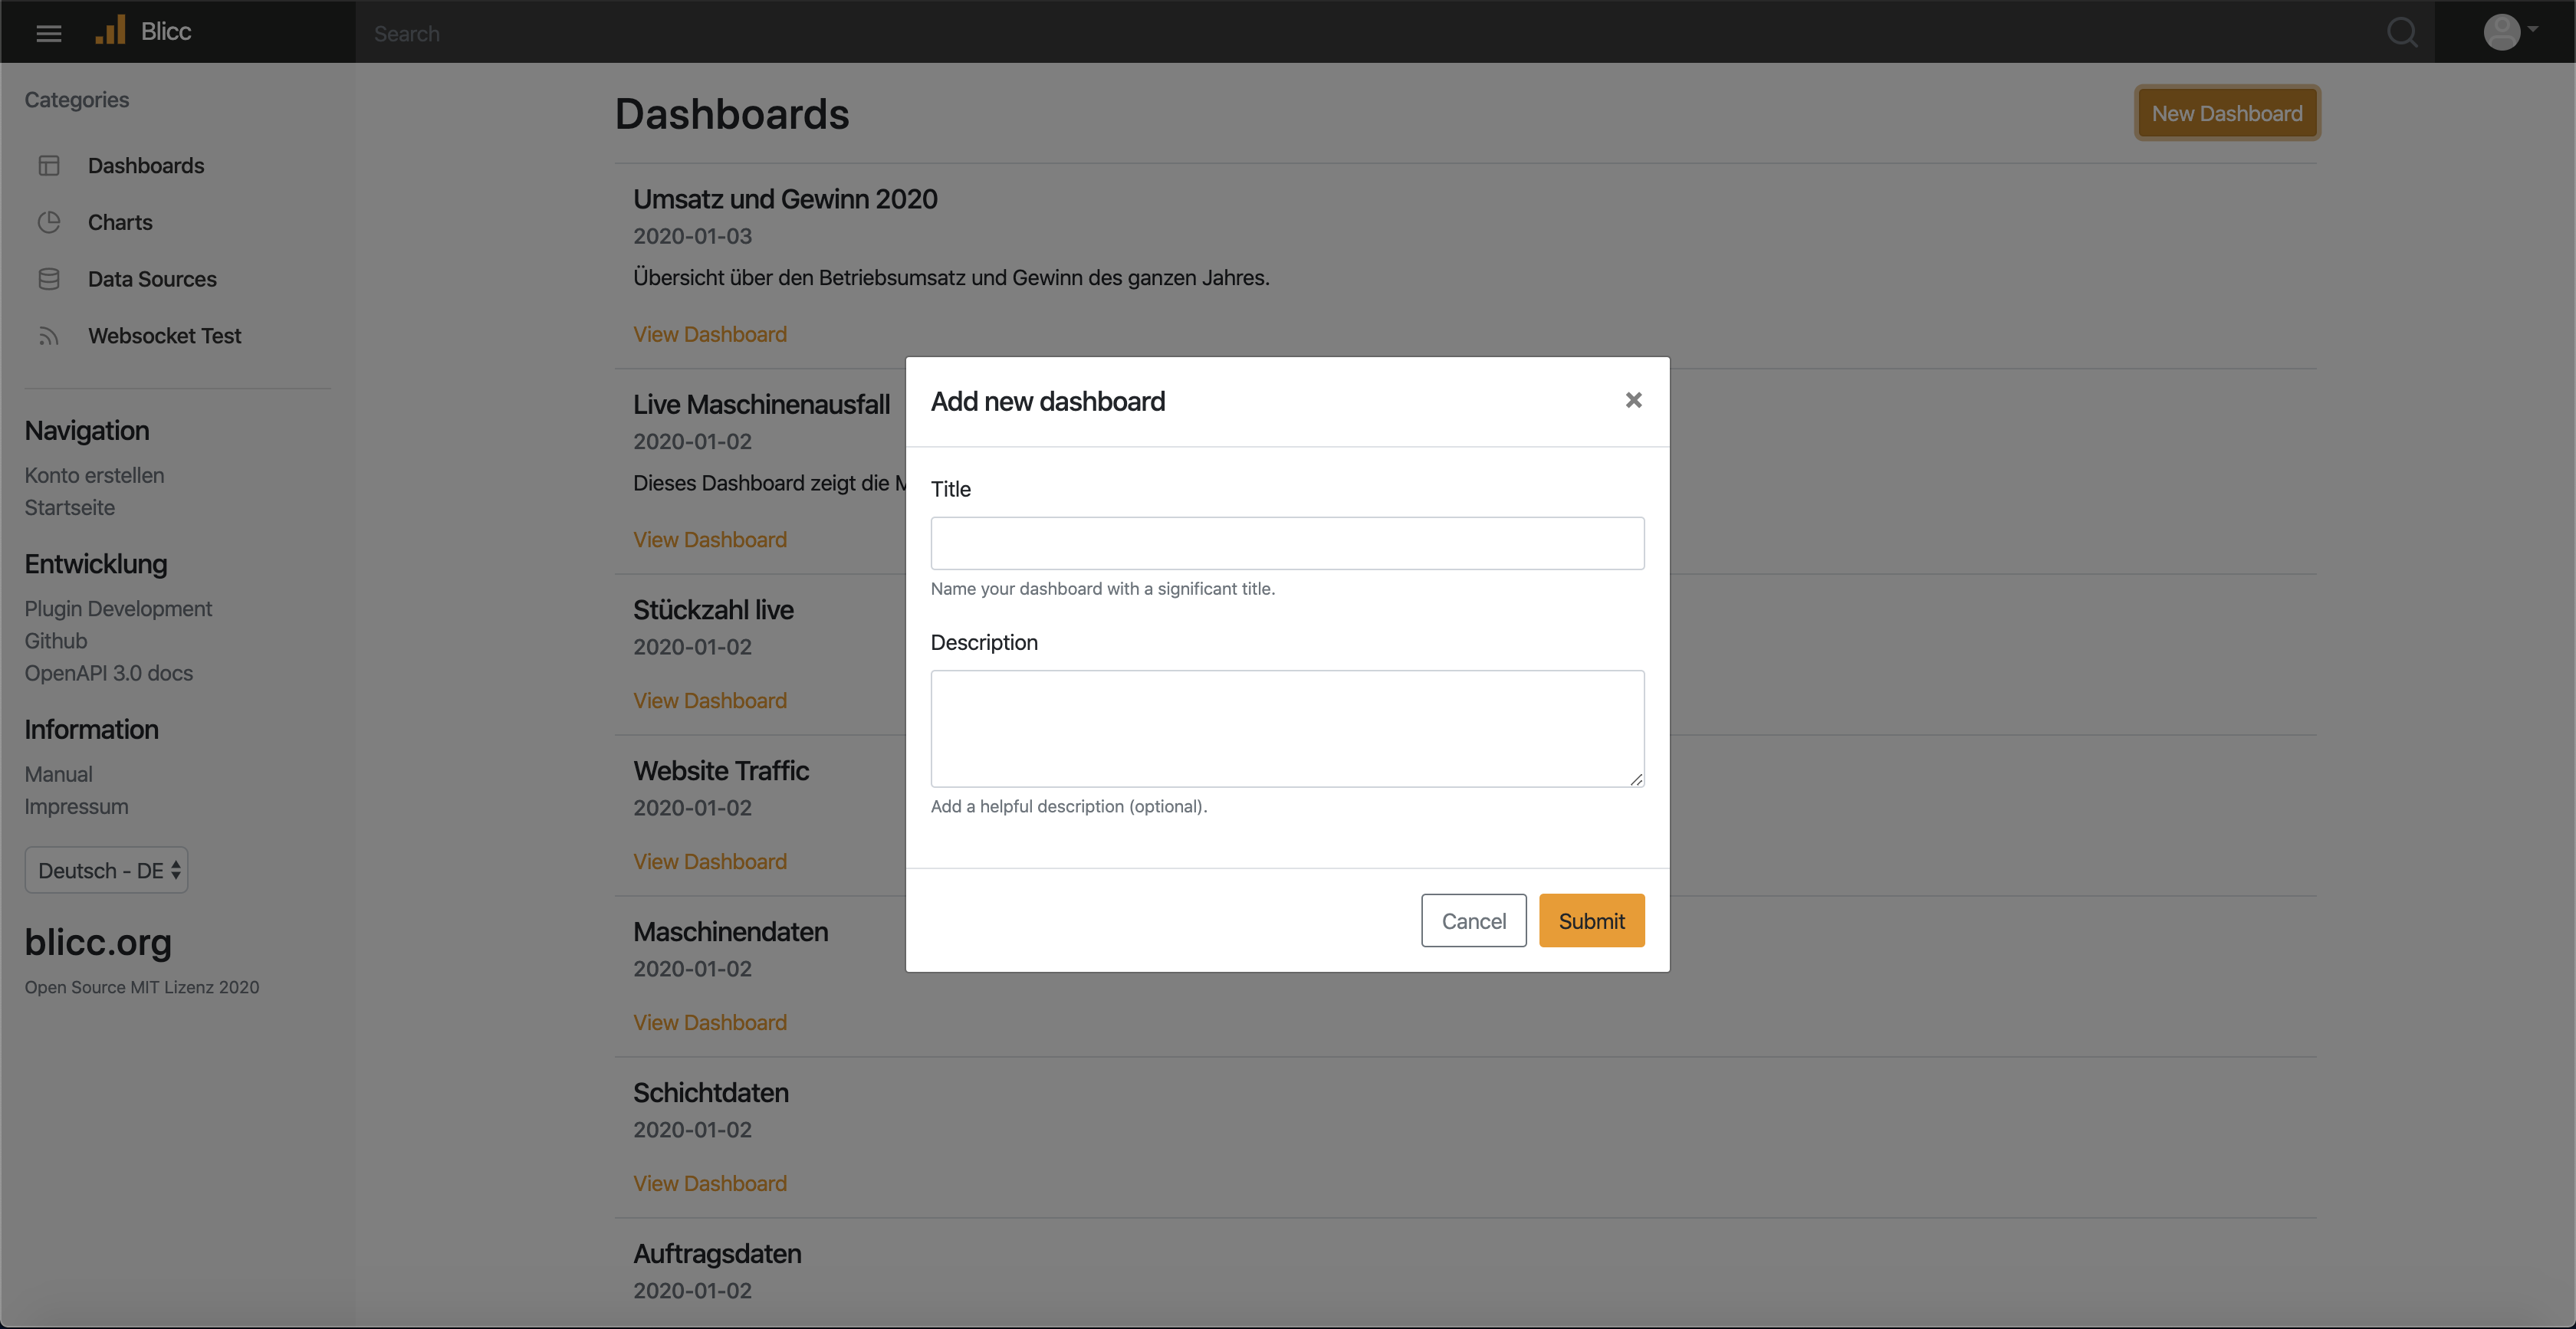 Blicc
Search
Categories
Dashboards
Charts
Data Sources
Websocket Test
Navigation
Konto erstellen
Startseite
Entwicklung
Plugin Development
Github
OpenAPI 3.0 docs
Information
Manual
Impressum
Deutsch - DE
blicc.org
Open Source MIT Lizenz 2020
Dashboards
New Dashboard
Umsatz und Gewinn 2020
2020-01-03
Übersicht über den Betriebsumsatz und Gewinn des ganzen Jahres.
View Dashboard
Live Maschinenausfall
2020-01-02
Dieses Dashboard zeigt die
View Dashboard
Stückzahl live
2020-01-02
View Dashboard
Website Traffic
2020-01-02
View Dashboard
Maschinendaten
2020-01-02
View Dashboard
Schichtdaten
2020-01-02
View Dashboard
Auftragsdaten
2020-01-02
Add new dashboard
Title
Name your dashboard with a significant title.
Description
Add a helpful description (optional).
Cancel
Submit